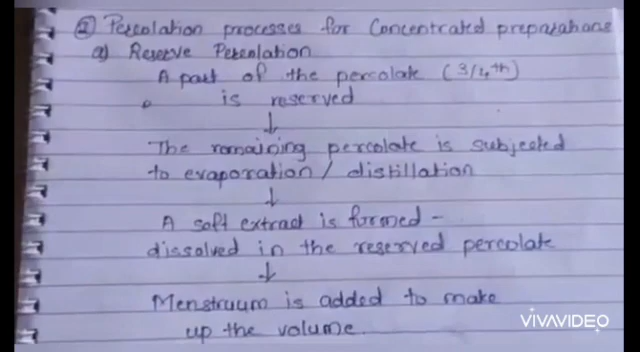 ② Percolation processes for Concentrated preparations
a) Reserve Percolation
A part of the percolate (3/4th)
is reserved
↓
The remaining percolate is subjected
to evaporation / distillation
↓
A soft extract is formed -
dissolved in the reserved percolate
↓
Menstruum is added to make
up the volume.
VIVAVIDEO